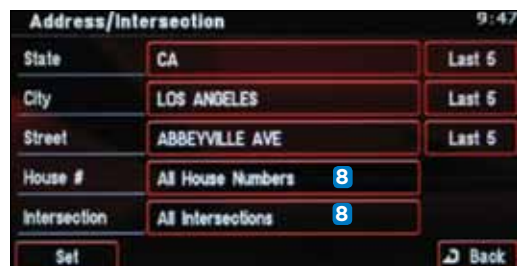 Address/Intersection 9:47
State CA Last 5
City LOS ANGELES Last 5
Street ABBEYVILLE AVE Last 5
House # All House Numbers 8
Intersection All Intersections 8
Set Back